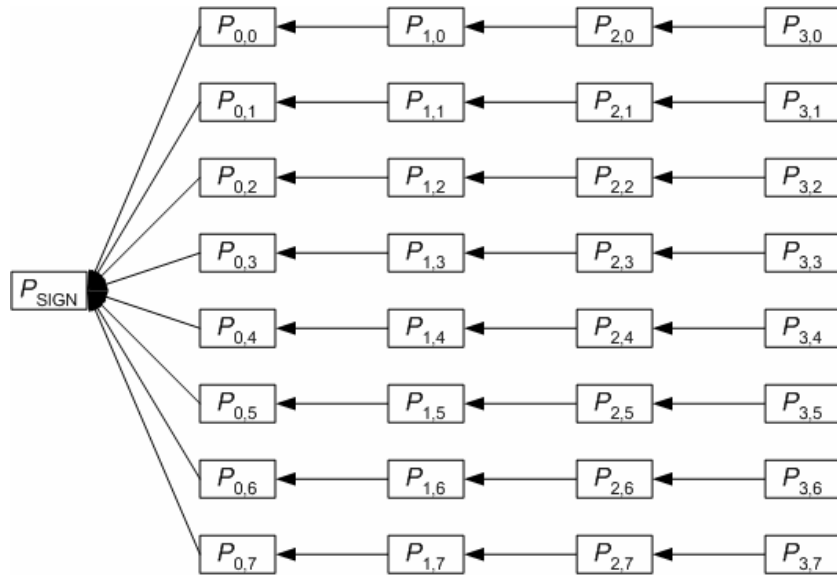 P0,0 P1,0 P2,0 P3,0
P0,1 P1,1 P2,1 P3,1
P0,2 P1,2 P2,2 P3,2
P0,3 P1,3 P2,3 P3,3
PSIGN
P0,4 P1,4 P2,4 P3,4
P0,5 P1,5 P2,5 P3,5
P0,6 P1,6 P2,6 P3,6
P0,7 P1,7 P2,7 P3,7